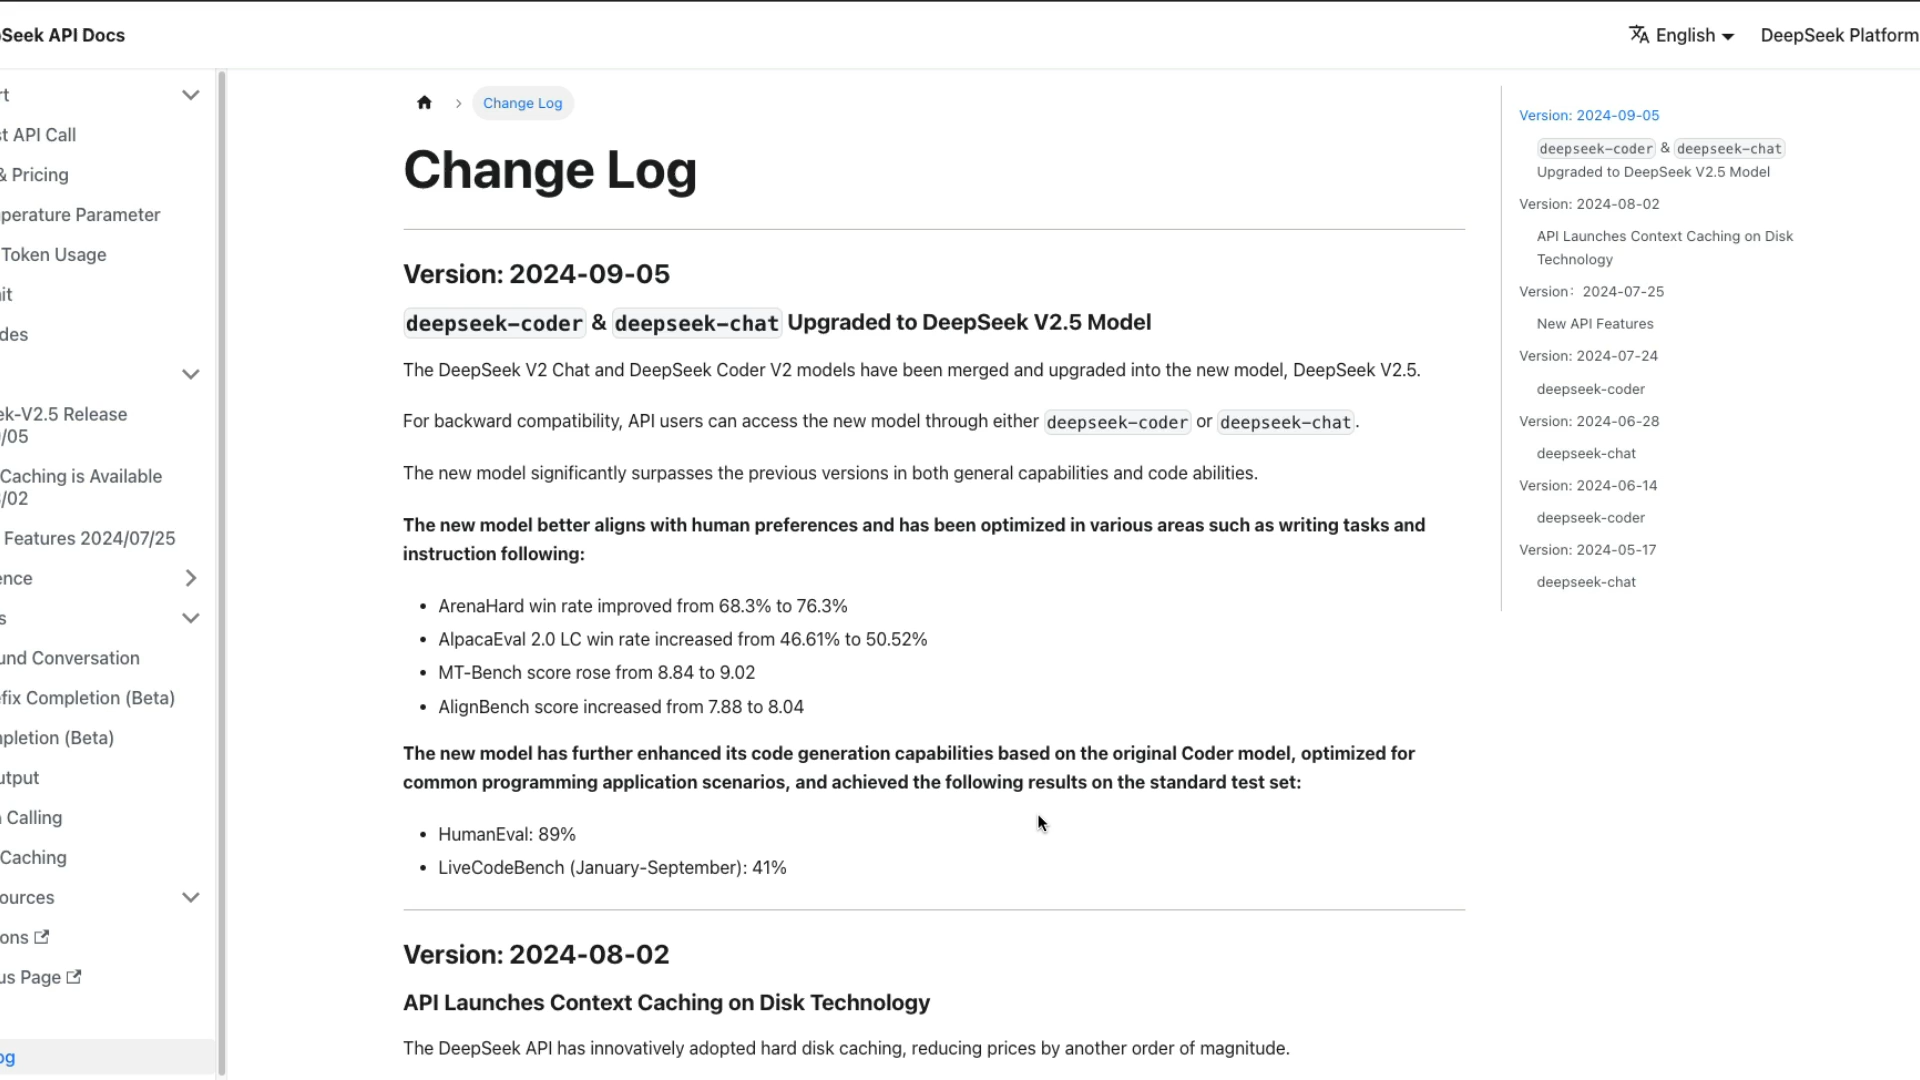 Seek API Docs
English
DeepSeek Platform
rt
st API Call
& Pricing
perature Parameter
Token Usage
it
des
ek-V2.5 Release
/05
Caching is Available
/02
Features 2024/07/25
ence
s
und Conversation
efix Completion (Beta)
mpletion (Beta)
utput
Calling
Caching
ources
ons
us Page
og
Change Log
Change Log
Version: 2024-09-05
deepseek-coder & deepseek-chat Upgraded to DeepSeek V2.5 Model
The DeepSeek V2 Chat and DeepSeek Coder V2 models have been merged and upgraded into the new model, DeepSeek V2.5.
For backward compatibility, API users can access the new model through either deepseek-coder or deepseek-chat.
The new model significantly surpasses the previous versions in both general capabilities and code abilities.
The new model better aligns with human preferences and has been optimized in various areas such as writing tasks and
instruction following:
• ArenaHard win rate improved from 68.3% to 76.3%
• AlpacaEval 2.0 LC win rate increased from 46.61% to 50.52%
• MT-Bench score rose from 8.84 to 9.02
• AlignBench score increased from 7.88 to 8.04
The new model has further enhanced its code generation capabilities based on the original Coder model, optimized for
common programming application scenarios, and achieved the following results on the standard test set:
• HumanEval: 89%
• LiveCodeBench (January-September): 41%
Version: 2024-08-02
API Launches Context Caching on Disk Technology
The DeepSeek API has innovatively adopted hard disk caching, reducing prices by another order of magnitude.
Version: 2024-09-05
deepseek-coder & deepseek-chat
Upgraded to DeepSeek V2.5 Model
Version: 2024-08-02
API Launches Context Caching on Disk
Technology
Version：2024-07-25
New API Features
Version: 2024-07-24
deepseek-coder
Version: 2024-06-28
deepseek-chat
Version: 2024-06-14
deepseek-coder
Version: 2024-05-17
deepseek-chat